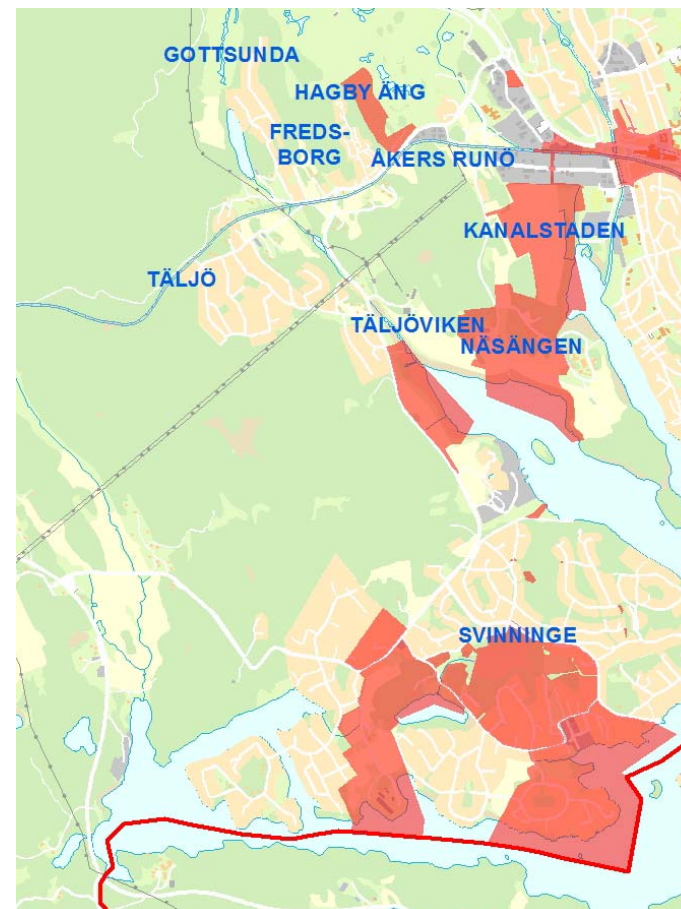 GOTTSUNDA
HAGBY ÄNG
FREDS-
BORG
ÅKERS RUNÖ
KANALSTADEN
TÄLJÖ
TÄLJÖVIKEN
NÄSÄNGEN
SVINNINGE